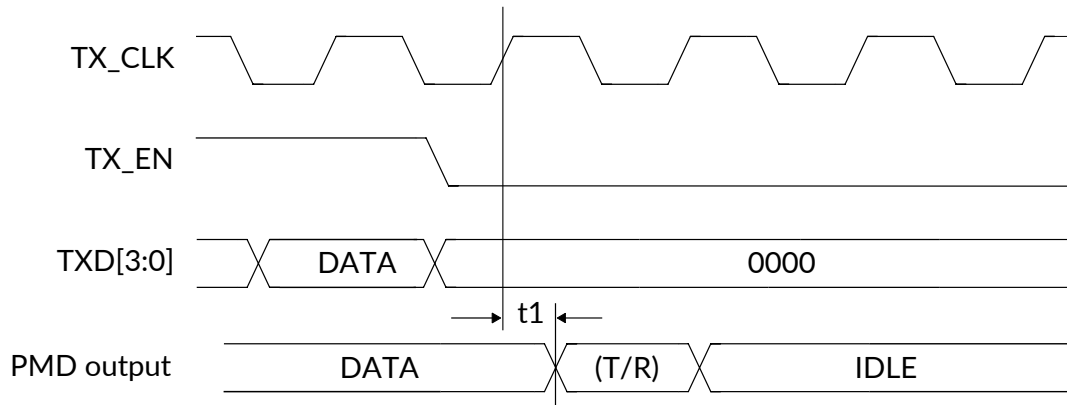 TX_CLK
TX_EN
TXD[3:0] DATA 0000
t1
PMD output DATA (T/R) IDLE